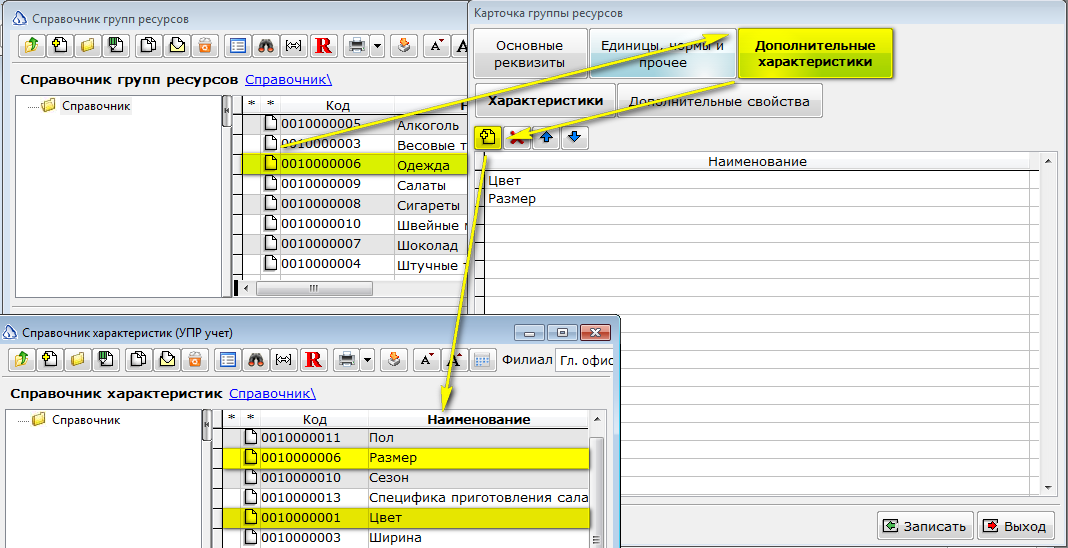 Справочник групп ресурсов
R
A
A
Справочник групп ресурсов Справочник\
Справочник
* * Код
0010000005 Алкоголь
0010000003 Весовые т
0010000006 Одежда
0010000009 Салаты
0010000008 Сигареты
0010000010 Швейные
0010000007 Шоколад
0010000004 Штучные
Карточка группы ресурсов
Основные реквизиты
Единицы, нормы и прочее
Дополнительные характеристики
Характеристики
Дополнительные свойства
Наименование
Цвет
Размер
Записать
Выход
Справочник характеристик (УПР учет)
R
A
A
Филиал Гл. офис
Справочник характеристик Справочник\
Справочник
* * Код Наименование
0010000011 Пол
0010000006 Размер
0010000010 Сезон
0010000013 Специфика приготовления сала
0010000001 Цвет
0010000003 Ширина